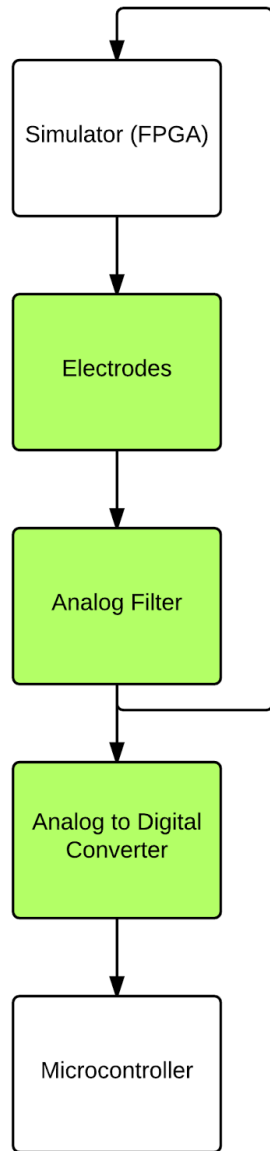 Simulator (FPGA)
Electrodes
Analog Filter
Analog to Digital
Converter
Microcontroller